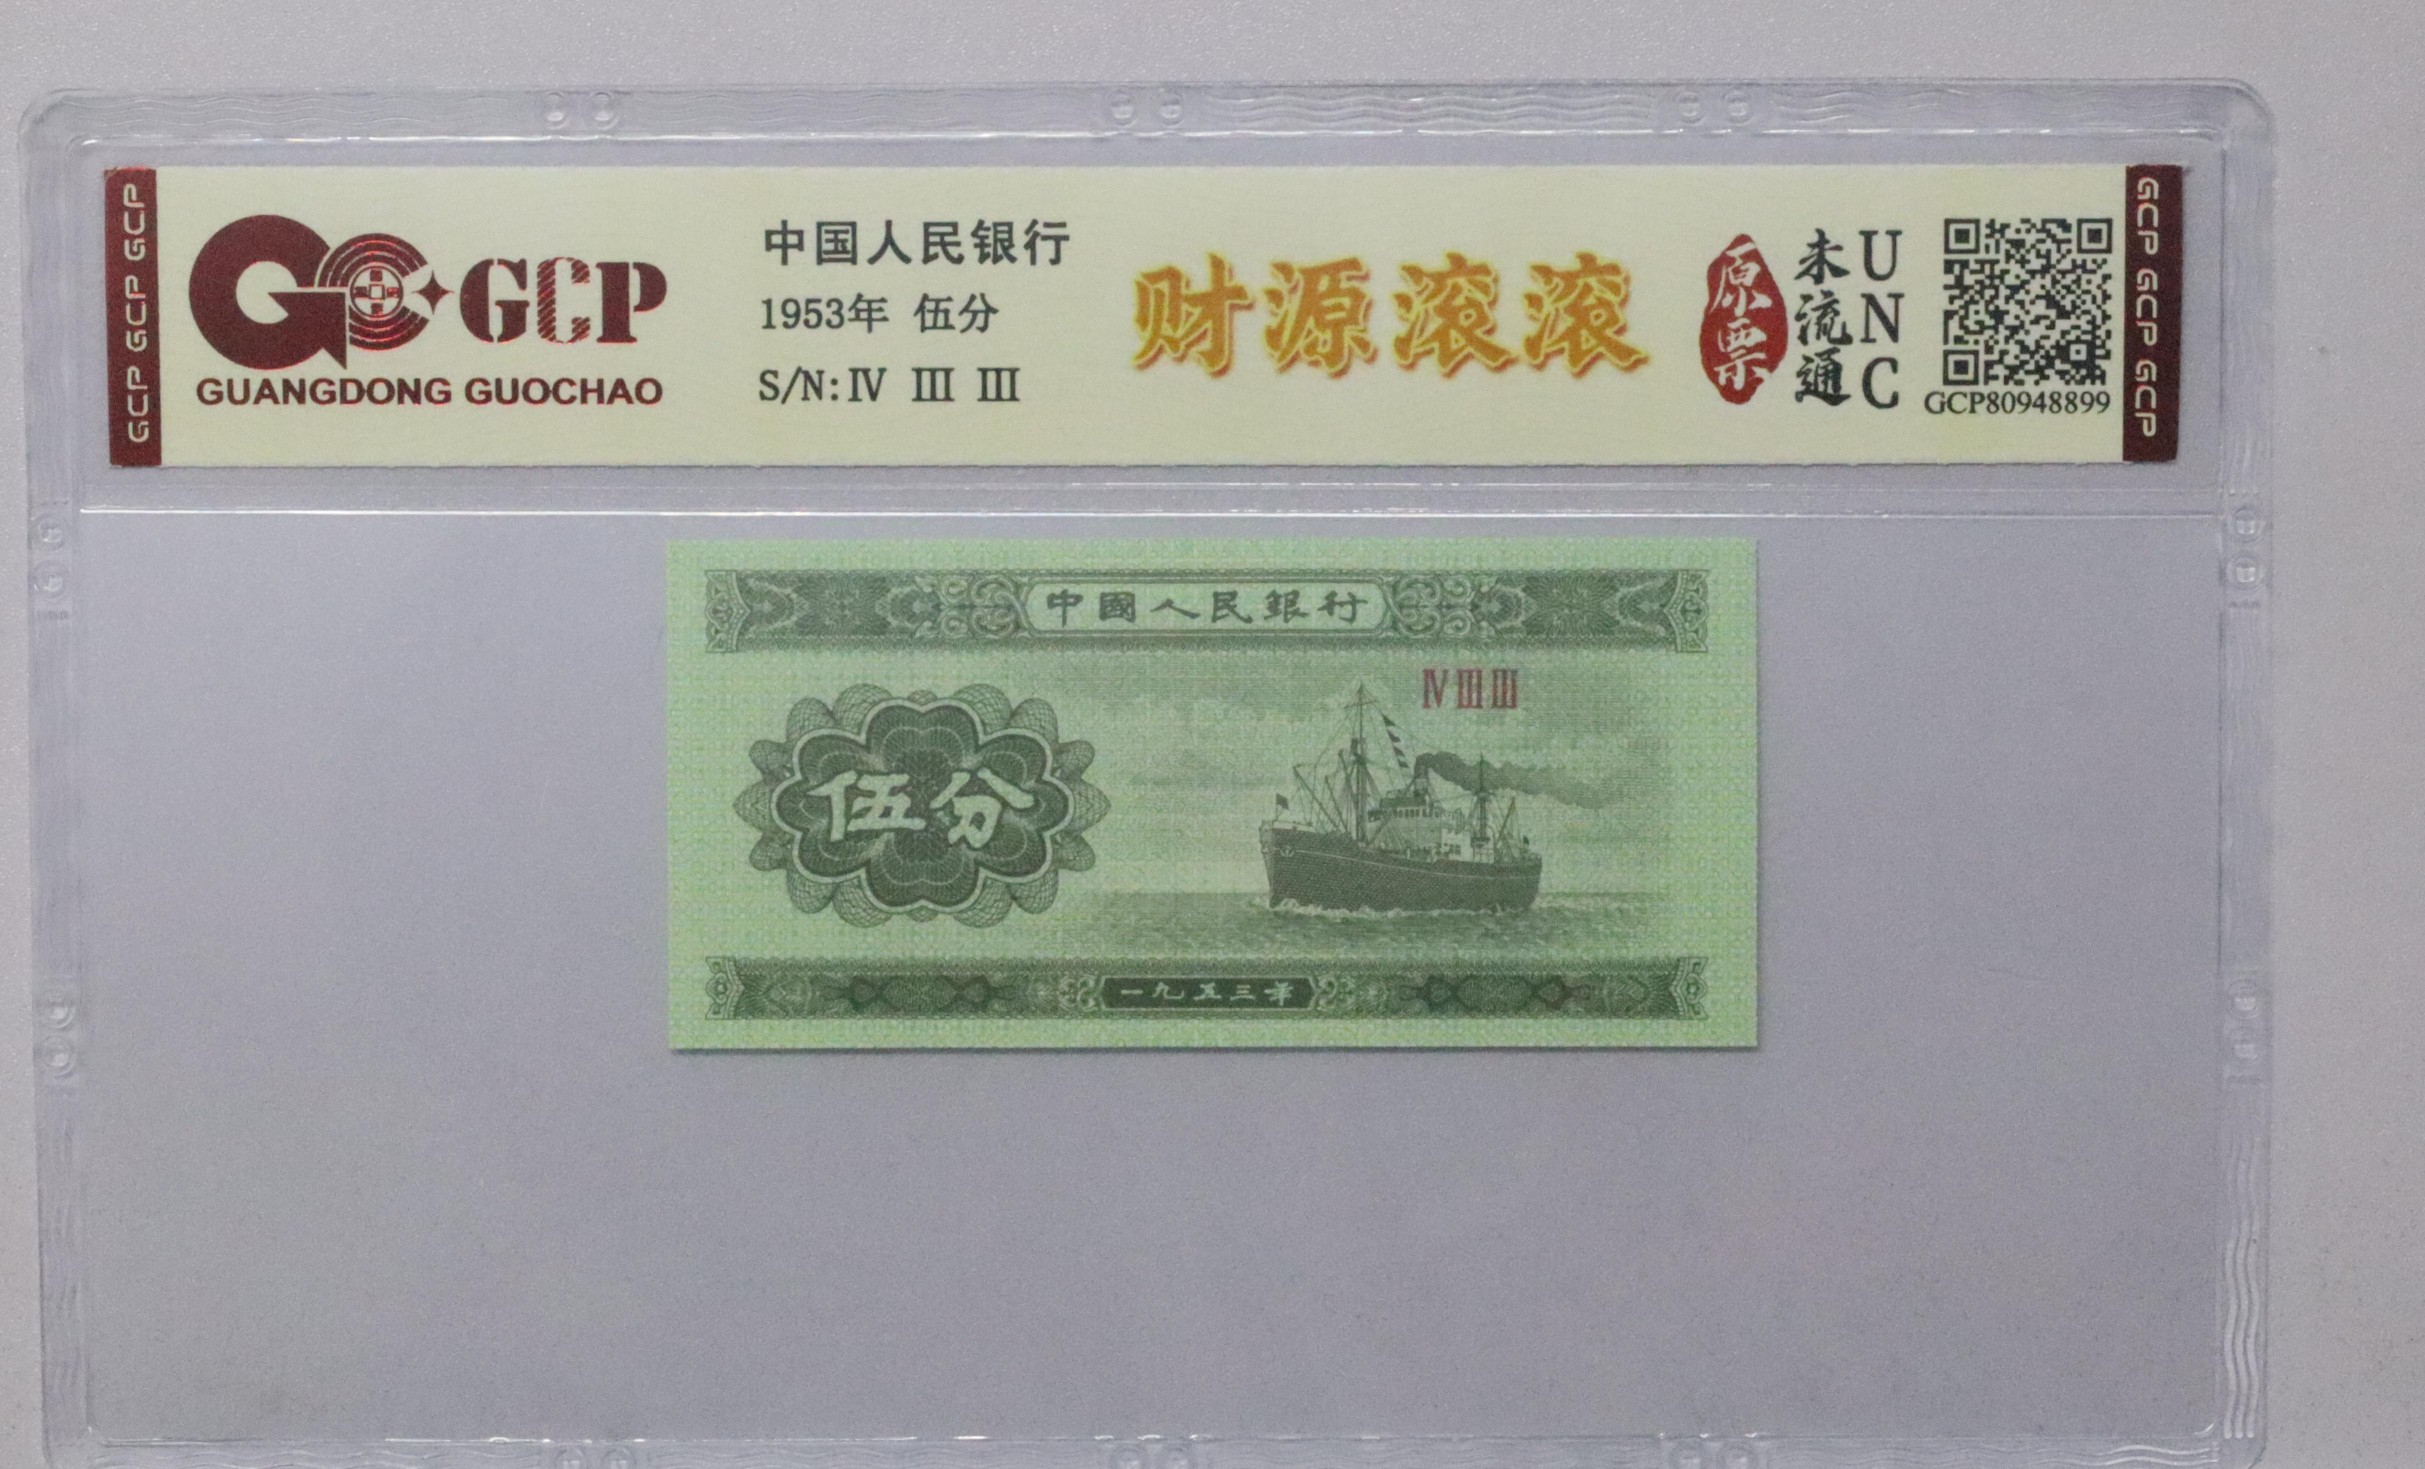 GCP GCP GCP
GCP
GUANGDONG GUOCHAO
中国人民银行
1953年 伍分
S/N: IV III III
财源滚滚
原票
未流通
UNC
GCP80948899
GCP GCP GCP
中國人民銀行
IV III III
伍分
一九五三年